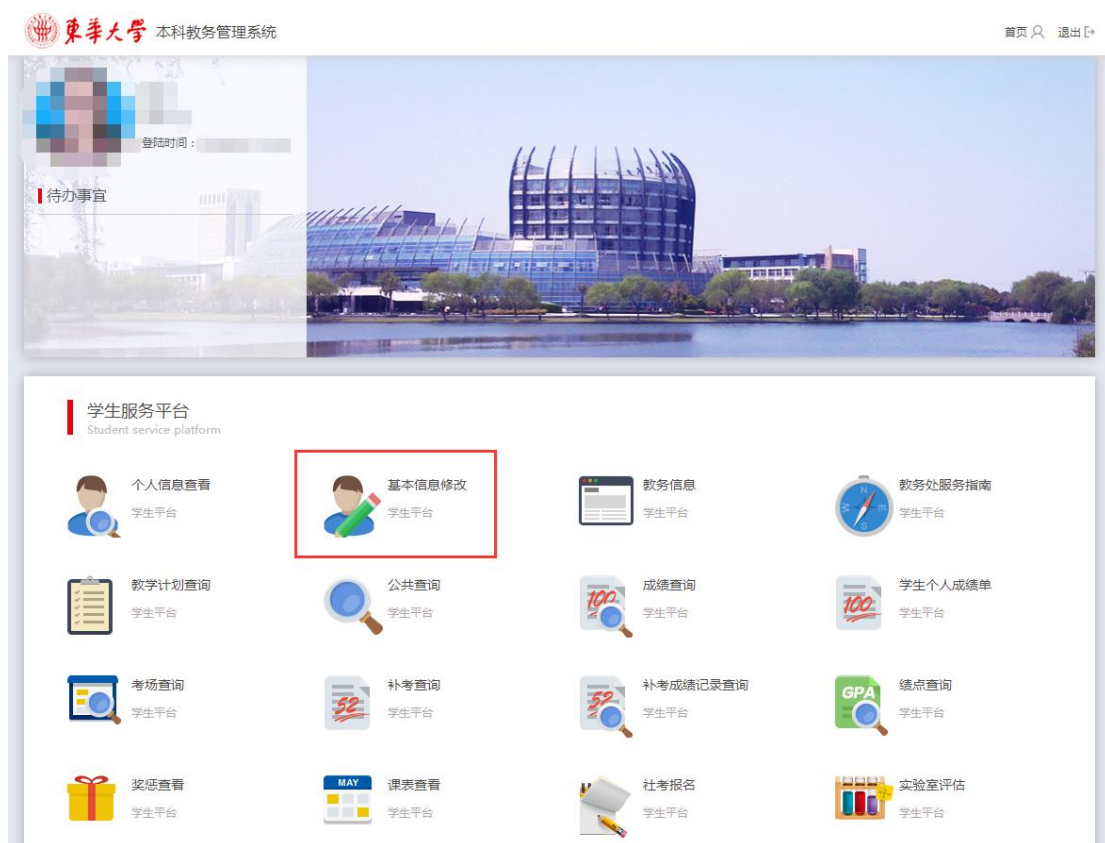 東華大学 本科教务管理系统
首页 退出
登陆时间：
待办事宜
学生服务平台
Student service platform
个人信息查看
学生平台
基本信息修改
学生平台
教务信息
学生平台
教务处服务指南
学生平台
教学计划查询
学生平台
公共查询
学生平台
100
成绩查询
学生平台
100
学生个人成绩单
学生平台
考场查询
学生平台
52
补考查询
学生平台
52
补考成绩记录查询
学生平台
GPA
绩点查询
学生平台
奖惩查看
学生平台
MAY
课表查看
学生平台
社考报名
学生平台
实验室评估
学生平台